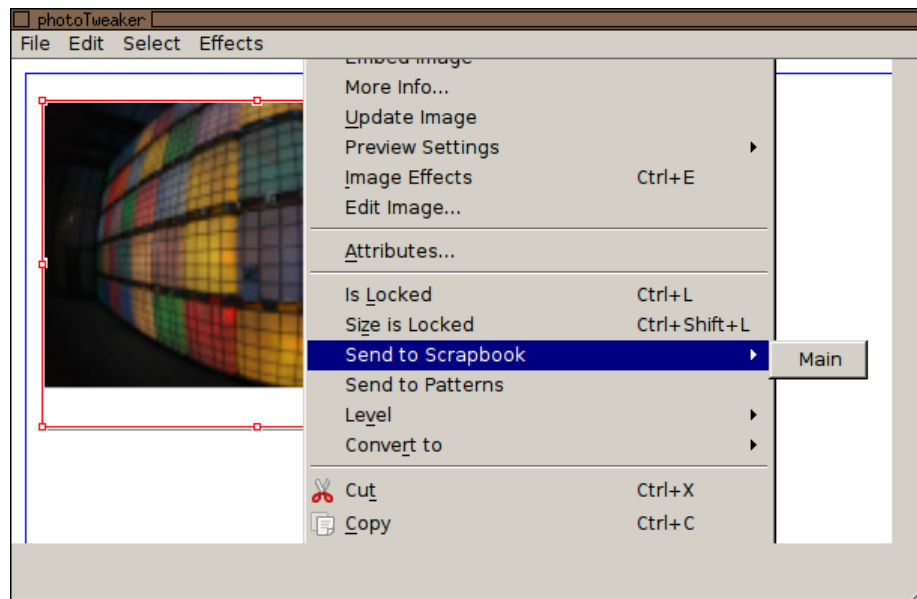 photoTweaker
File Edit Select Effects
Embed Image
More Info...
Update Image
Preview Settings
Image Effects Ctrl+E
Edit Image...
Attributes...
Is Locked Ctrl+L
Size is Locked Ctrl+Shift+L
Send to Scrapbook
Main
Send to Patterns
Level
Convert to
Cut Ctrl+X
Copy Ctrl+C